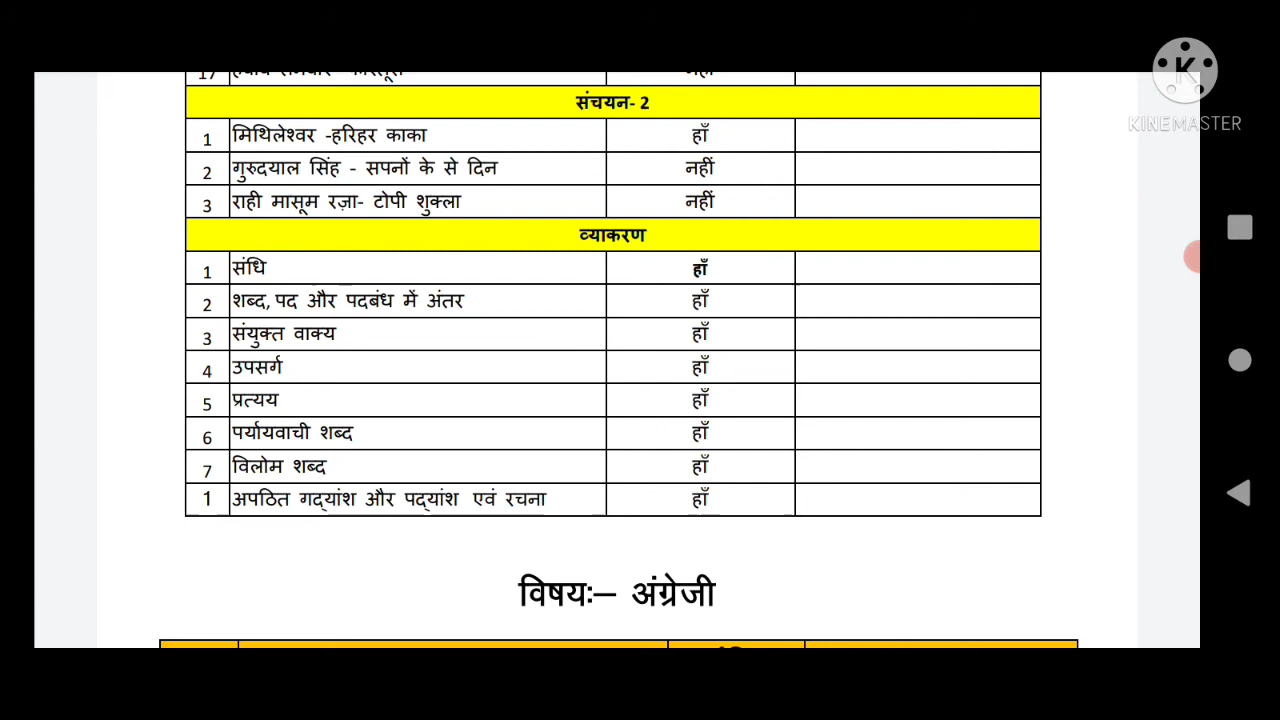 17
संचयन- 2
1 मिथिलेश्वर -हरिहर काका हाँ
2 गुरुदयाल सिंह - सपनों के से दिन नहीं
3 राही मासूम रज़ा- टोपी शुक्ला नहीं
व्याकरण
1 संधि हाँ
2 शब्द, पद और पदबंध में अंतर हाँ
3 संयुक्त वाक्य हाँ
4 उपसर्ग हाँ
5 प्रत्यय हाँ
6 पर्यायवाची शब्द हाँ
7 विलोम शब्द हाँ
1 अपठित गद्यांश और पद्यांश एवं रचना हाँ
विषयः– अंग्रेजी
K
KINEMASTER